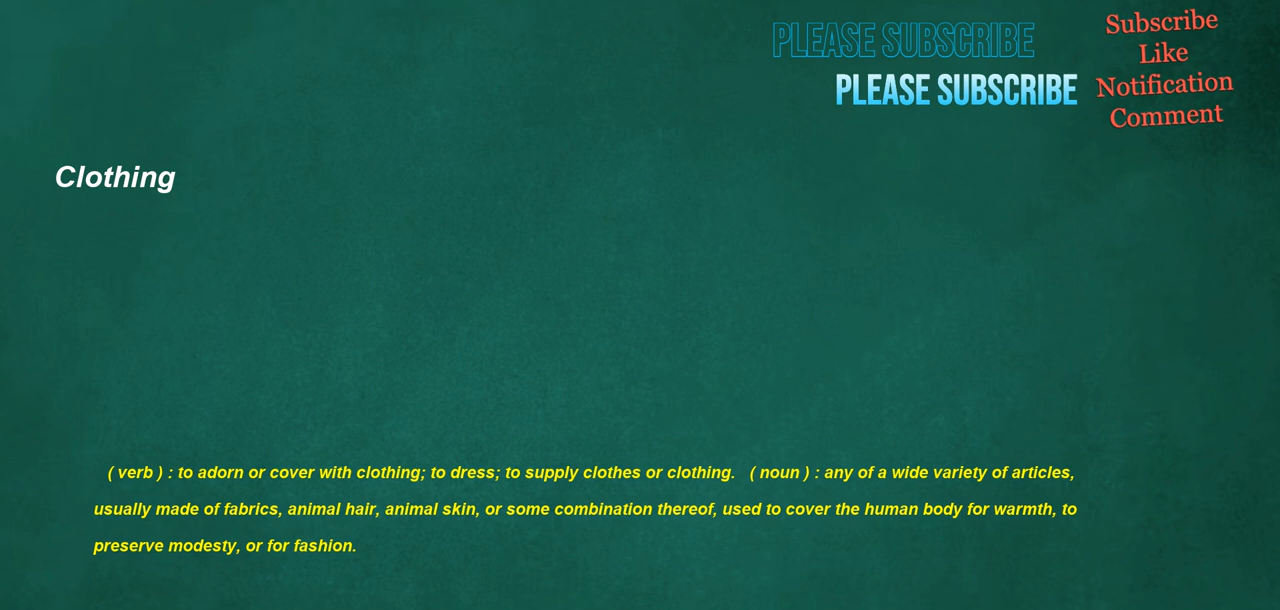 PLEASE SUBSCRIBE
PLEASE SUBSCRIBE
Subscribe
Like
Notification
Comment
Clothing
( verb ) : to adorn or cover with clothing; to dress; to supply clothes or clothing. ( noun ) : any of a wide variety of articles,
usually made of fabrics, animal hair, animal skin, or some combination thereof, used to cover the human body for warmth, to
preserve modesty, or for fashion.